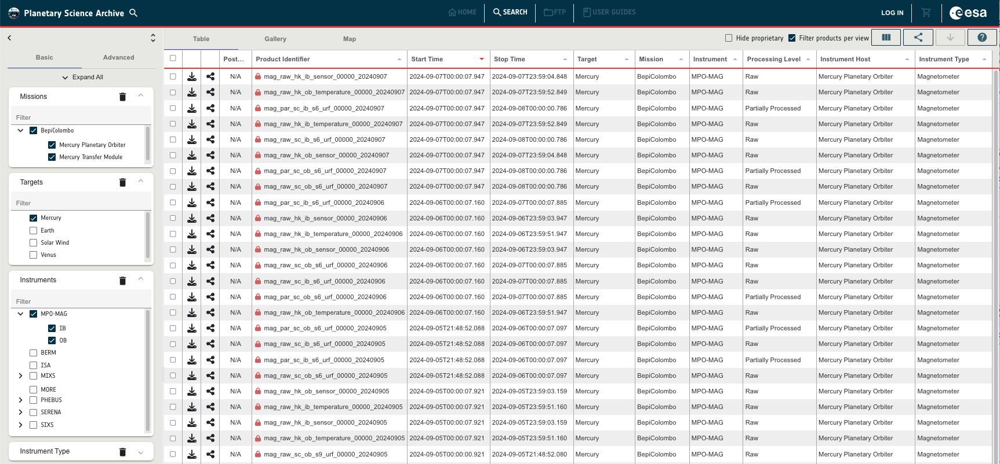 Planetary Science Archive
HOME
SEARCH
FTP
USER GUIDES
LOG IN
esa
Basic
Advanced
Expand All
Missions
Filter
BepiColombo
Mercury Planetary Orbiter
Mercury Transfer Module
Targets
Filter
Mercury
Earth
Solar Wind
Venus
Instruments
Filter
MPO-MAG
IB
OB
BERM
ISA
MIXS
MORE
PHEBUS
SERENA
SIXS
Instrument Type
Table Gallery Map
Hide proprietary Filter products per view
Post... Product Identifier Start Time Stop Time Target Mission Instrument Processing Level Instrument Host Instrument Type
N/A mag_raw_hk_ib_sensor_00000_20240907 2024-09-07T00:00:07.947 2024-09-07T23:59:04.848 Mercury BepiColombo MPO-MAG Raw Mercury Planetary Orbiter Magnetometer
N/A mag_raw_hk_ob_temperature_00000_20240907 2024-09-07T00:00:07.947 2024-09-07T23:59:52.849 Mercury BepiColombo MPO-MAG Raw Mercury Planetary Orbiter Magnetometer
N/A mag_par_sc_ib_s6_urf_00000_20240907 2024-09-07T00:00:07.947 2024-09-08T00:00:00.786 Mercury BepiColombo MPO-MAG Partially Processed Mercury Planetary Orbiter Magnetometer
N/A mag_raw_hk_ib_temperature_00000_20240907 2024-09-07T00:00:07.947 2024-09-07T23:59:52.849 Mercury BepiColombo MPO-MAG Raw Mercury Planetary Orbiter Magnetometer
N/A mag_raw_sc_ib_s6_urf_00000_20240907 2024-09-07T00:00:07.947 2024-09-08T00:00:00.786 Mercury BepiColombo MPO-MAG Raw Mercury Planetary Orbiter Magnetometer
N/A mag_raw_hk_ob_sensor_00000_20240907 2024-09-07T00:00:07.947 2024-09-07T23:59:04.848 Mercury BepiColombo MPO-MAG Raw Mercury Planetary Orbiter Magnetometer
N/A mag_par_sc_ob_s6_urf_00000_20240907 2024-09-07T00:00:07.947 2024-09-08T00:00:00.786 Mercury BepiColombo MPO-MAG Partially Processed Mercury Planetary Orbiter Magnetometer
N/A mag_raw_sc_ob_s6_urf_00000_20240907 2024-09-07T00:00:07.947 2024-09-08T00:00:00.786 Mercury BepiColombo MPO-MAG Raw Mercury Planetary Orbiter Magnetometer
N/A mag_par_sc_ib_s6_urf_00000_20240906 2024-09-06T00:00:07.160 2024-09-07T00:00:07.885 Mercury BepiColombo MPO-MAG Partially Processed Mercury Planetary Orbiter Magnetometer
N/A mag_raw_hk_ib_sensor_00000_20240906 2024-09-06T00:00:07.160 2024-09-06T23:59:03.947 Mercury BepiColombo MPO-MAG Raw Mercury Planetary Orbiter Magnetometer
N/A mag_raw_hk_ib_temperature_00000_20240906 2024-09-06T00:00:07.160 2024-09-06T23:59:51.947 Mercury BepiColombo MPO-MAG Raw Mercury Planetary Orbiter Magnetometer
N/A mag_raw_hk_ob_sensor_00000_20240906 2024-09-06T00:00:07.160 2024-09-06T23:59:03.947 Mercury BepiColombo MPO-MAG Raw Mercury Planetary Orbiter Magnetometer
N/A mag_raw_sc_ob_s6_urf_00000_20240906 2024-09-06T00:00:07.160 2024-09-07T00:00:07.885 Mercury BepiColombo MPO-MAG Raw Mercury Planetary Orbiter Magnetometer
N/A mag_raw_sc_ib_s6_urf_00000_20240906 2024-09-06T00:00:07.160 2024-09-07T00:00:07.885 Mercury BepiColombo MPO-MAG Raw Mercury Planetary Orbiter Magnetometer
N/A mag_par_sc_ob_s6_urf_00000_20240906 2024-09-06T00:00:07.160 2024-09-07T00:00:07.885 Mercury BepiColombo MPO-MAG Partially Processed Mercury Planetary Orbiter Magnetometer
N/A mag_raw_hk_ob_temperature_00000_20240906 2024-09-06T00:00:07.160 2024-09-06T23:59:51.947 Mercury BepiColombo MPO-MAG Raw Mercury Planetary Orbiter Magnetometer
N/A mag_par_sc_ob_s6_urf_00000_20240905 2024-09-05T21:48:52.088 2024-09-06T00:00:07.097 Mercury BepiColombo MPO-MAG Partially Processed Mercury Planetary Orbiter Magnetometer
N/A mag_raw_sc_ib_s6_urf_00000_20240905 2024-09-05T21:48:52.088 2024-09-06T00:00:07.097 Mercury BepiColombo MPO-MAG Raw Mercury Planetary Orbiter Magnetometer
N/A mag_par_sc_ib_s6_urf_00000_20240905 2024-09-05T21:48:52.088 2024-09-06T00:00:07.097 Mercury BepiColombo MPO-MAG Partially Processed Mercury Planetary Orbiter Magnetometer
N/A mag_raw_sc_ob_s6_urf_00000_20240905 2024-09-05T21:48:52.088 2024-09-06T00:00:07.097 Mercury BepiColombo MPO-MAG Raw Mercury Planetary Orbiter Magnetometer
N/A mag_raw_hk_ob_sensor_00000_20240905 2024-09-05T00:00:07.921 2024-09-05T23:59:03.159 Mercury BepiColombo MPO-MAG Raw Mercury Planetary Orbiter Magnetometer
N/A mag_raw_hk_ib_temperature_00000_20240905 2024-09-05T00:00:07.921 2024-09-05T23:59:51.160 Mercury BepiColombo MPO-MAG Raw Mercury Planetary Orbiter Magnetometer
N/A mag_raw_hk_ib_sensor_00000_20240905 2024-09-05T00:00:07.921 2024-09-05T23:59:03.159 Mercury BepiColombo MPO-MAG Raw Mercury Planetary Orbiter Magnetometer
N/A mag_raw_hk_ob_temperature_00000_20240905 2024-09-05T00:00:07.921 2024-09-05T23:59:51.160 Mercury BepiColombo MPO-MAG Raw Mercury Planetary Orbiter Magnetometer
N/A mag_raw_sc_ob_s9_urf_00000_20240905 2024-09-05T00:00:00.921 2024-09-05T21:48:52.080 Mercury BepiColombo MPO-MAG Raw Mercury Planetary Orbiter Magnetometer